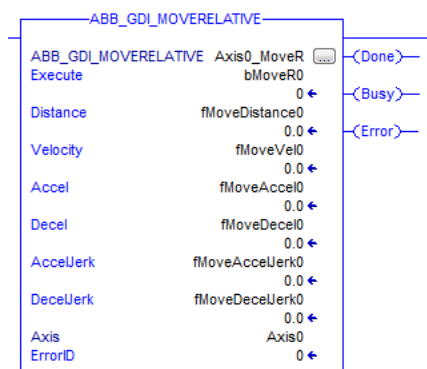 ABB_GDI_MOVERELATIVE
ABB_GDI_MOVERELATIVE Axis0_MoveR ... (Done)
Execute bMoveR0
0 (Busy)
Distance fMoveDistance0
0.0 (Error)
Velocity fMoveVel0
0.0
Accel fMoveAccel0
0.0
Decel fMoveDecel0
0.0
AccelJerk fMoveAccelJerk0
0.0
DecelJerk fMoveDecelJerk0
0.0
Axis Axis0
ErrorID 0